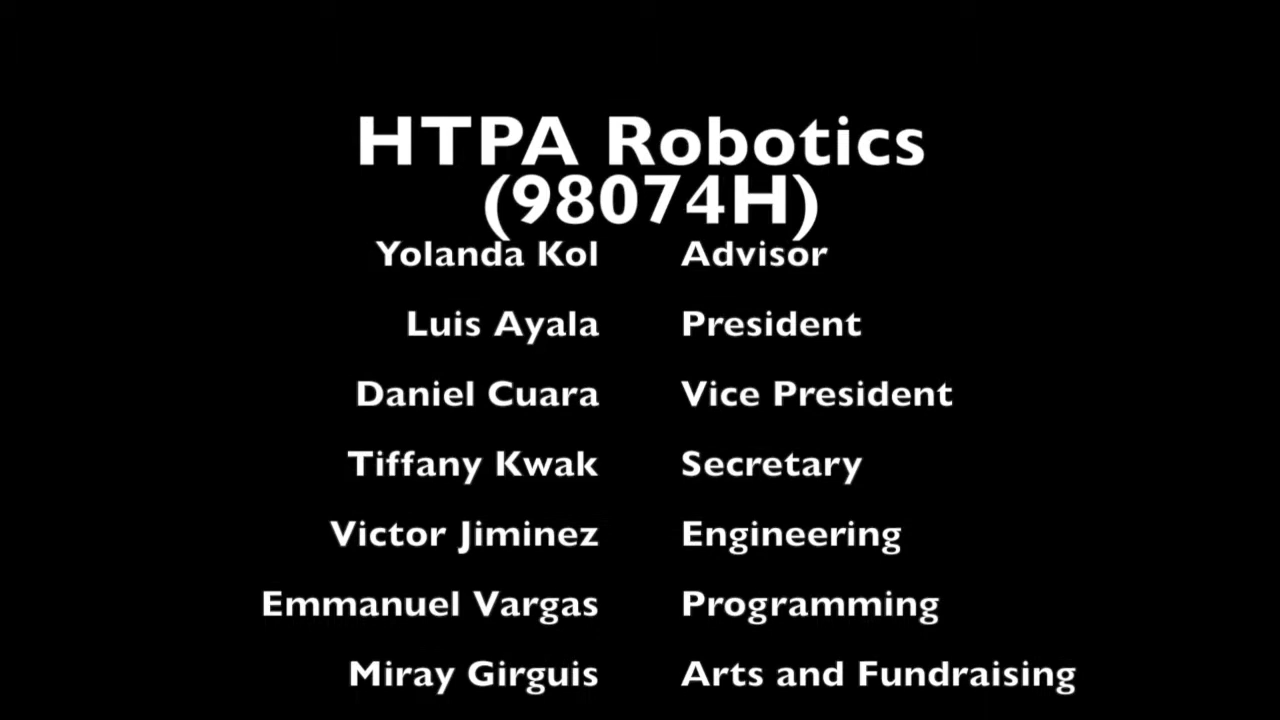 HTPA Robotics
(98074H)
Yolanda Kol Advisor
Luis Ayala President
Daniel Cuara Vice President
Tiffany Kwak Secretary
Victor Jiminez Engineering
Emmanuel Vargas Programming
Miray Girguis Arts and Fundraising